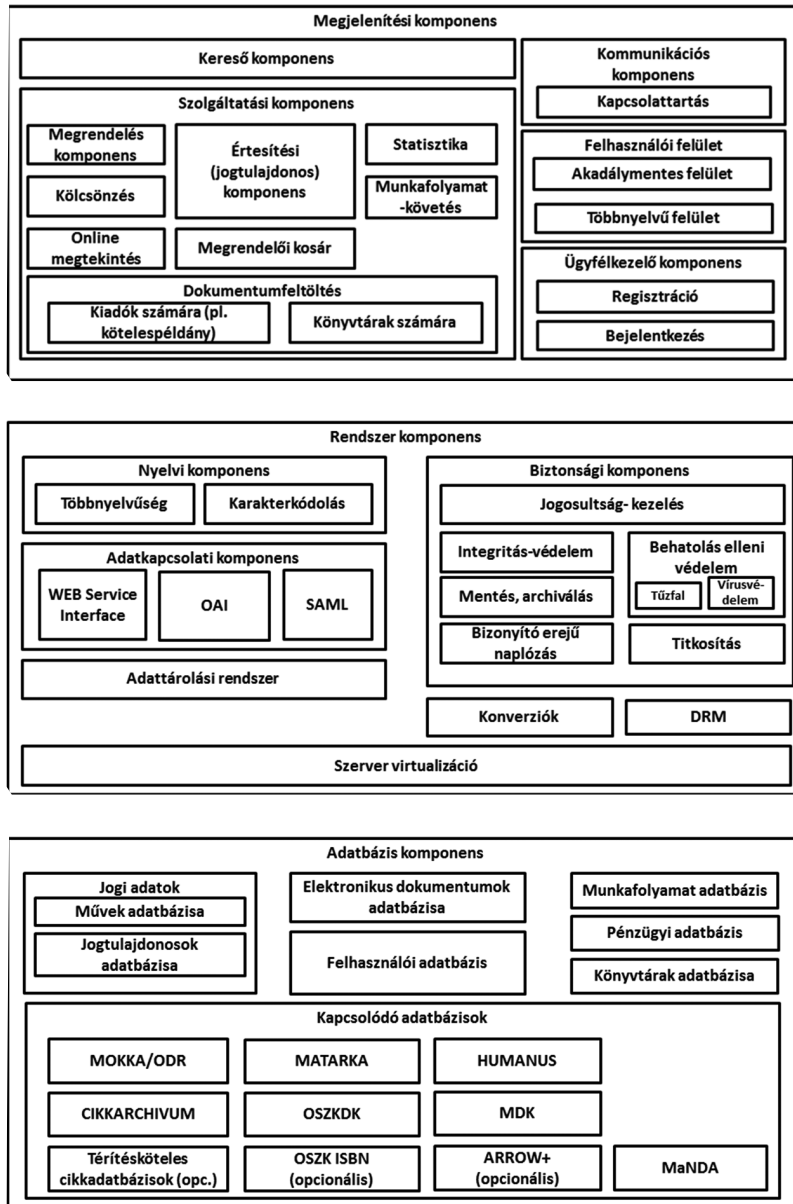 Megjelenítési komponens
Kereső komponens
Szolgáltatási komponens
Megrendelés
komponens
Értesítési
(jogtulajdonos)
komponens
Statisztika
Kölcsönzés
Munkafolyamat
-követés
Online
megtekintés
Megrendelői kosár
Dokumentumfeltöltés
Kiadók számára (pl.
kötelespéldány)
Könyvtárak számára
Kommunikációs
komponens
Kapcsolattartás
Felhasználói felület
Akadálymentes felület
Többnyelvű felület
Ügyfélkezelő komponens
Regisztráció
Bejelentkezés
Rendszer komponens
Nyelvi komponens
Többnyelvűség
Karakterkódolás
Adatkapcsolati komponens
WEB Service
Interface
OAI
SAML
Adattárolási rendszer
Biztonsági komponens
Jogosultság- kezelés
Integritás-védelem
Mentés, archiválás
Bizonyító erejű
naplózás
Behatolás elleni
védelem
Tűzfal
Vírusvé-
delem
Titkosítás
Konverziók
DRM
Szerver virtualizáció
Adatbázis komponens
Jogi adatok
Művek adatbázisa
Jogtulajdonosok
adatbázisa
Elektronikus dokumentumok
adatbázisa
Felhasználói adatbázis
Munkafolyamat adatbázis
Pénzügyi adatbázis
Könyvtárak adatbázisa
Kapcsolódó adatbázisok
MOKKA/ODR
MATARKA
HUMANUS
CIKKARCHIVUM
OSZKDK
MDK
Térítésköteles
cikkadatbázisok (opc.)
OSZK ISBN
(opcionális)
ARROW+
(opcionális)
MaNDA